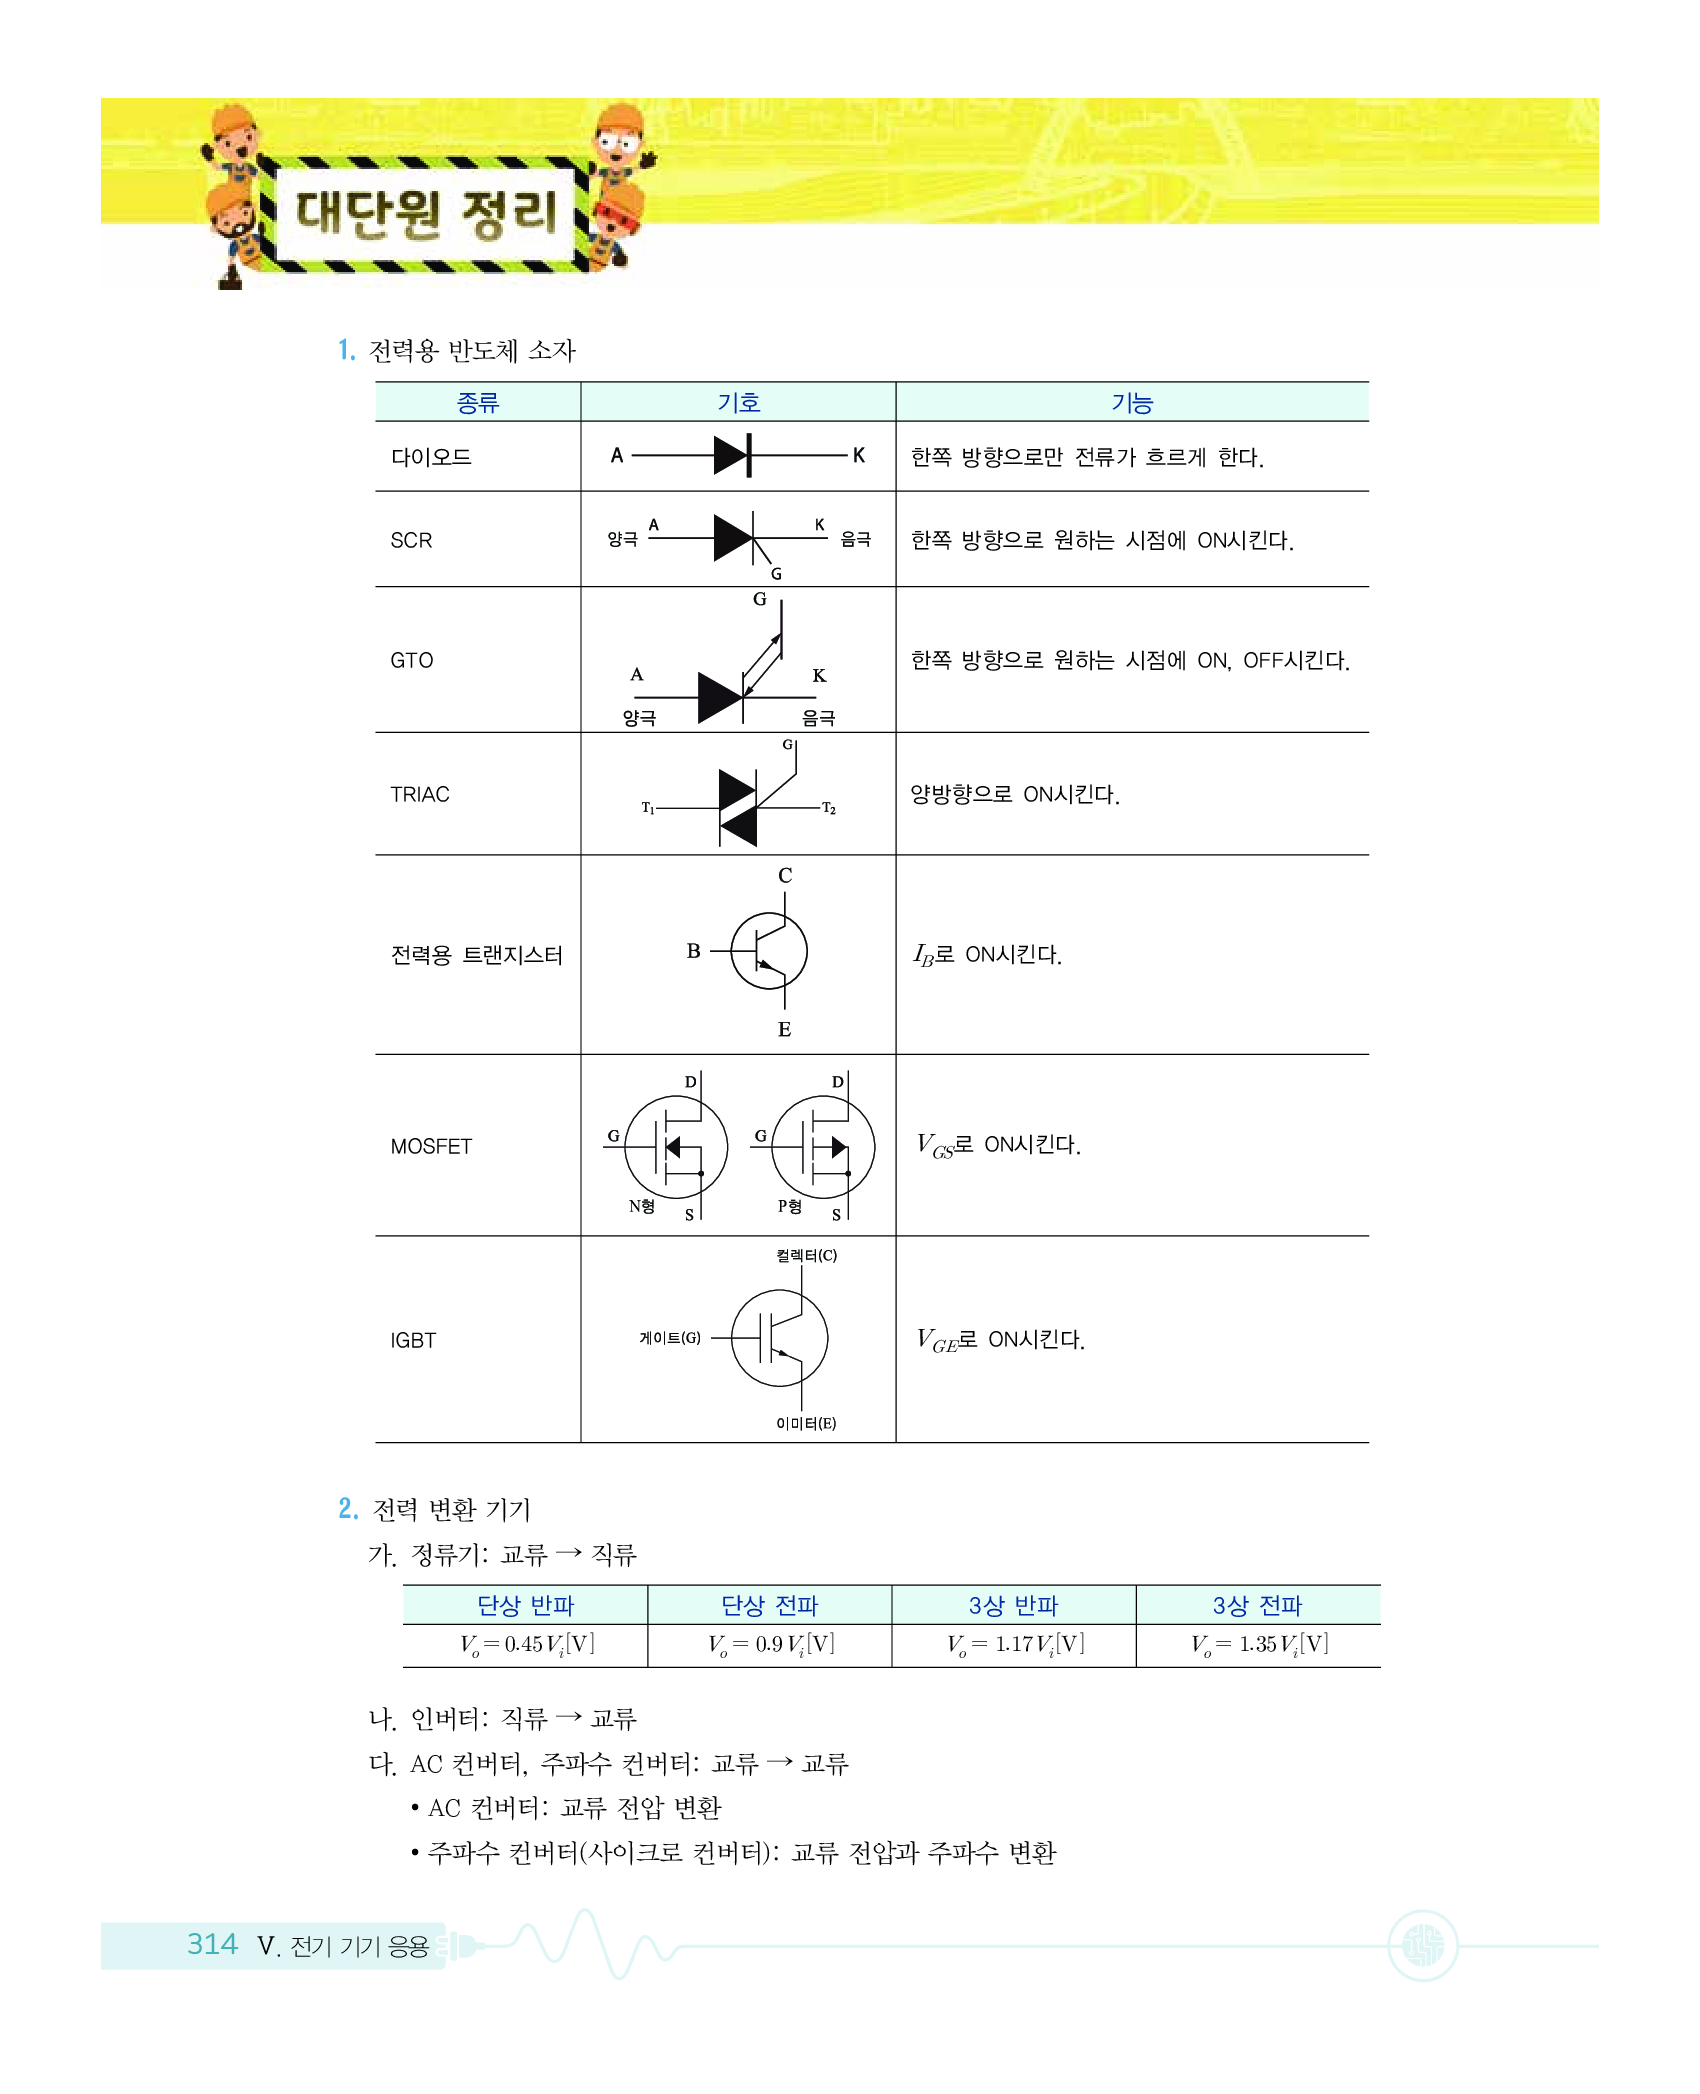 대단원 정리
1. 전력용 반도체 소자
종류 기호 기능
다이오드 A K 한쪽 방향으로만 전류가 흐르게 한다.
SCR 양극 A K 음극 G 한쪽 방향으로 원하는 시점에 ON시킨다.
GTO G A K 양극 음극 한쪽 방향으로 원하는 시점에 ON, OFF시킨다.
TRIAC G T₁ T₂ 양방향으로 ON시킨다.
전력용 트랜지스터 C B E I_B로 ON시킨다.
MOSFET D G N형 S D G P형 S V_GS로 ON시킨다.
IGBT 컬렉터(C) 게이트(G) 이미터(E) V_GE로 ON시킨다.
2. 전력 변환 기기
가. 정류기: 교류 → 직류
단상 반파 단상 전파 3상 반파 3상 전파
V_o = 0.45 V_i[V] V_o = 0.9 V_i[V] V_o = 1.17 V_i[V] V_o = 1.35 V_i[V]
나. 인버터: 직류 → 교류
다. AC 컨버터, 주파수 컨버터: 교류 → 교류
• AC 컨버터: 교류 전압 변환
• 주파수 컨버터(사이크로 컨버터): 교류 전압과 주파수 변환
314 V. 전기 기기 응용